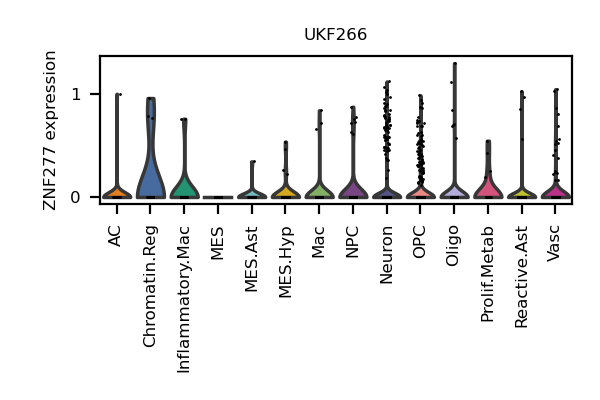 UKF266
ZNF277 expression
1
0
AC
Chromatin.Reg
Inflammatory.Mac
MES
MES.Ast
MES.Hyp
Mac
NPC
Neuron
OPC
Oligo
Prolif.Metab
Reactive.Ast
Vasc